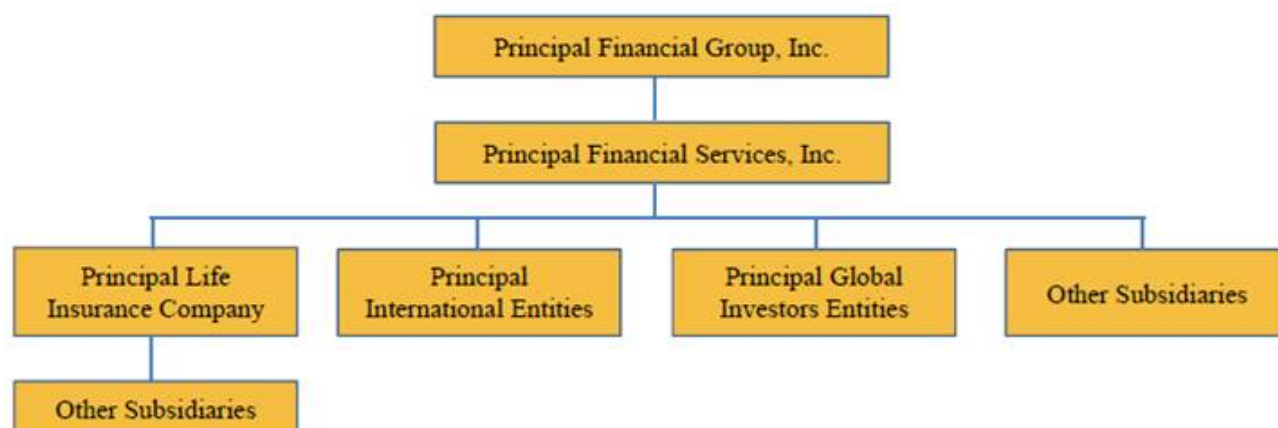 Principal Financial Group, Inc.
Principal Financial Services, Inc.
Principal Life
Insurance Company
Principal
International Entities
Principal Global
Investors Entities
Other Subsidiaries
Other Subsidiaries